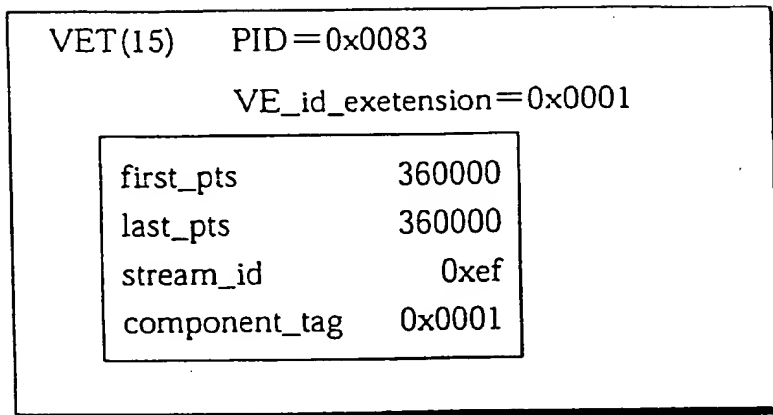 VET(15) PID=0x0083
VE_id_exetension=0x0001
first_pts 360000
last_pts 360000
stream_id 0xef
component_tag 0x0001